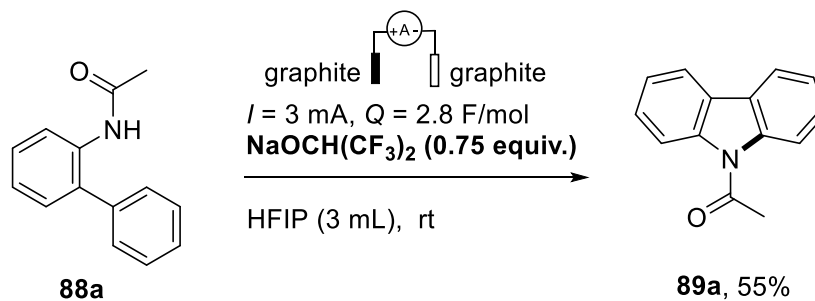 +A-
graphite graphite
I = 3 mA, Q = 2.8 F/mol
NaOCH(CF₃)₂ (0.75 equiv.)
HFIP (3 mL), rt
O
NH
88a
N
O
89a, 55%